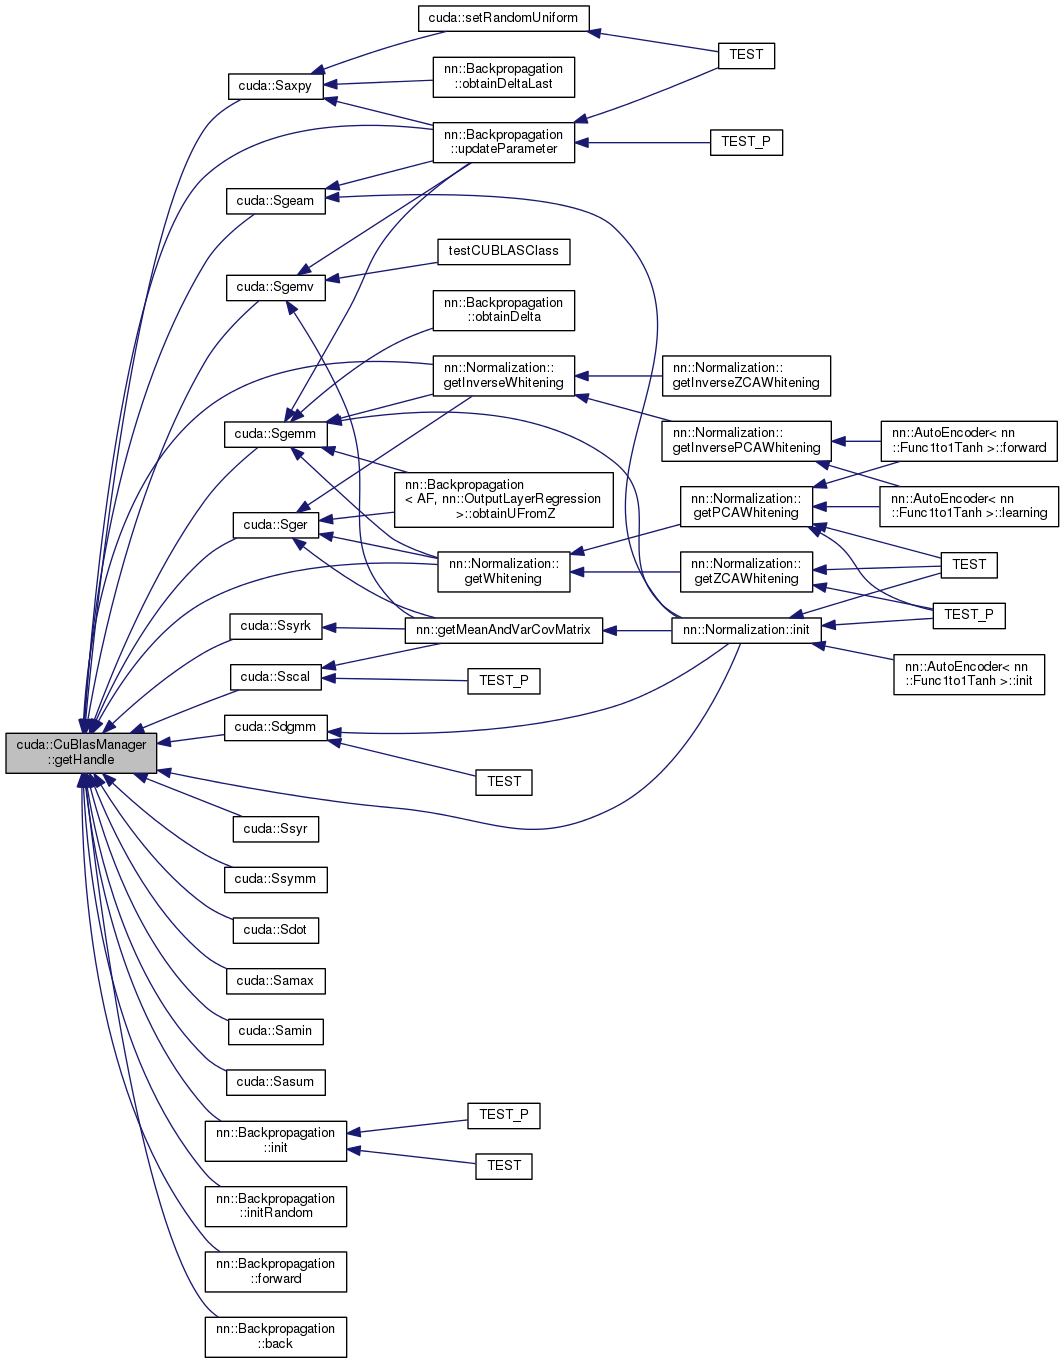 cuda::setRandomUniform
TEST
nn::Backpropagation
::obtainDeltaLast
cuda::Saxpy
nn::Backpropagation
::updateParameter
TEST_P
cuda::Sgeam
testCUBLASClass
cuda::Sgemv
nn::Backpropagation
::obtainDelta
nn::Normalization::
getInverseWhitening
nn::Normalization::
getInverseZCAWhitening
cuda::Sgemm
nn::Normalization::
getInversePCAWhitening
nn::AutoEncoder< nn
::Func1to1Tanh >::forward
nn::Backpropagation
< AF, nn::OutputLayerRegression
>::obtainUFromZ
nn::Normalization::
getPCAWhitening
nn::AutoEncoder< nn
::Func1to1Tanh >::learning
cuda::Sger
nn::Normalization::
getWhitening
nn::Normalization::
getZCAWhitening
TEST
TEST_P
cuda::Ssyrk
nn::getMeanAndVarCovMatrix
nn::Normalization::init
cuda::Sscal
TEST_P
nn::AutoEncoder< nn
::Func1to1Tanh >::init
cuda::Sdgmm
cuda::CuBlasManager
::getHandle
TEST
cuda::Ssyr
cuda::Ssymm
cuda::Sdot
cuda::Samax
cuda::Samin
cuda::Sasum
nn::Backpropagation
::init
TEST_P
TEST
nn::Backpropagation
::initRandom
nn::Backpropagation
::forward
nn::Backpropagation
::back